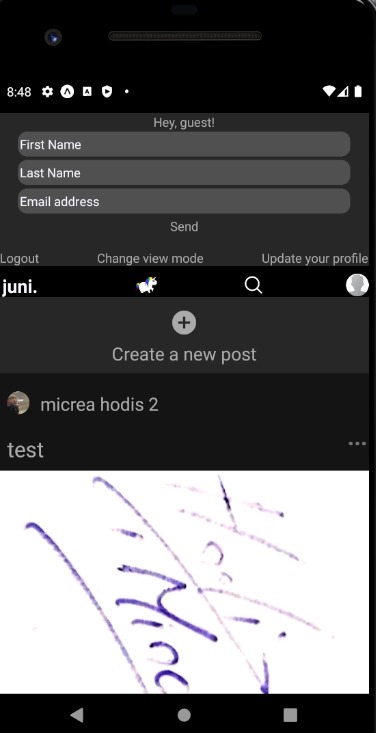 8:48
Hey, guest!
First Name
Last Name
Email address
Send
Logout Change view mode Update your profile
juni.
Create a new post
micrea hodis 2
test